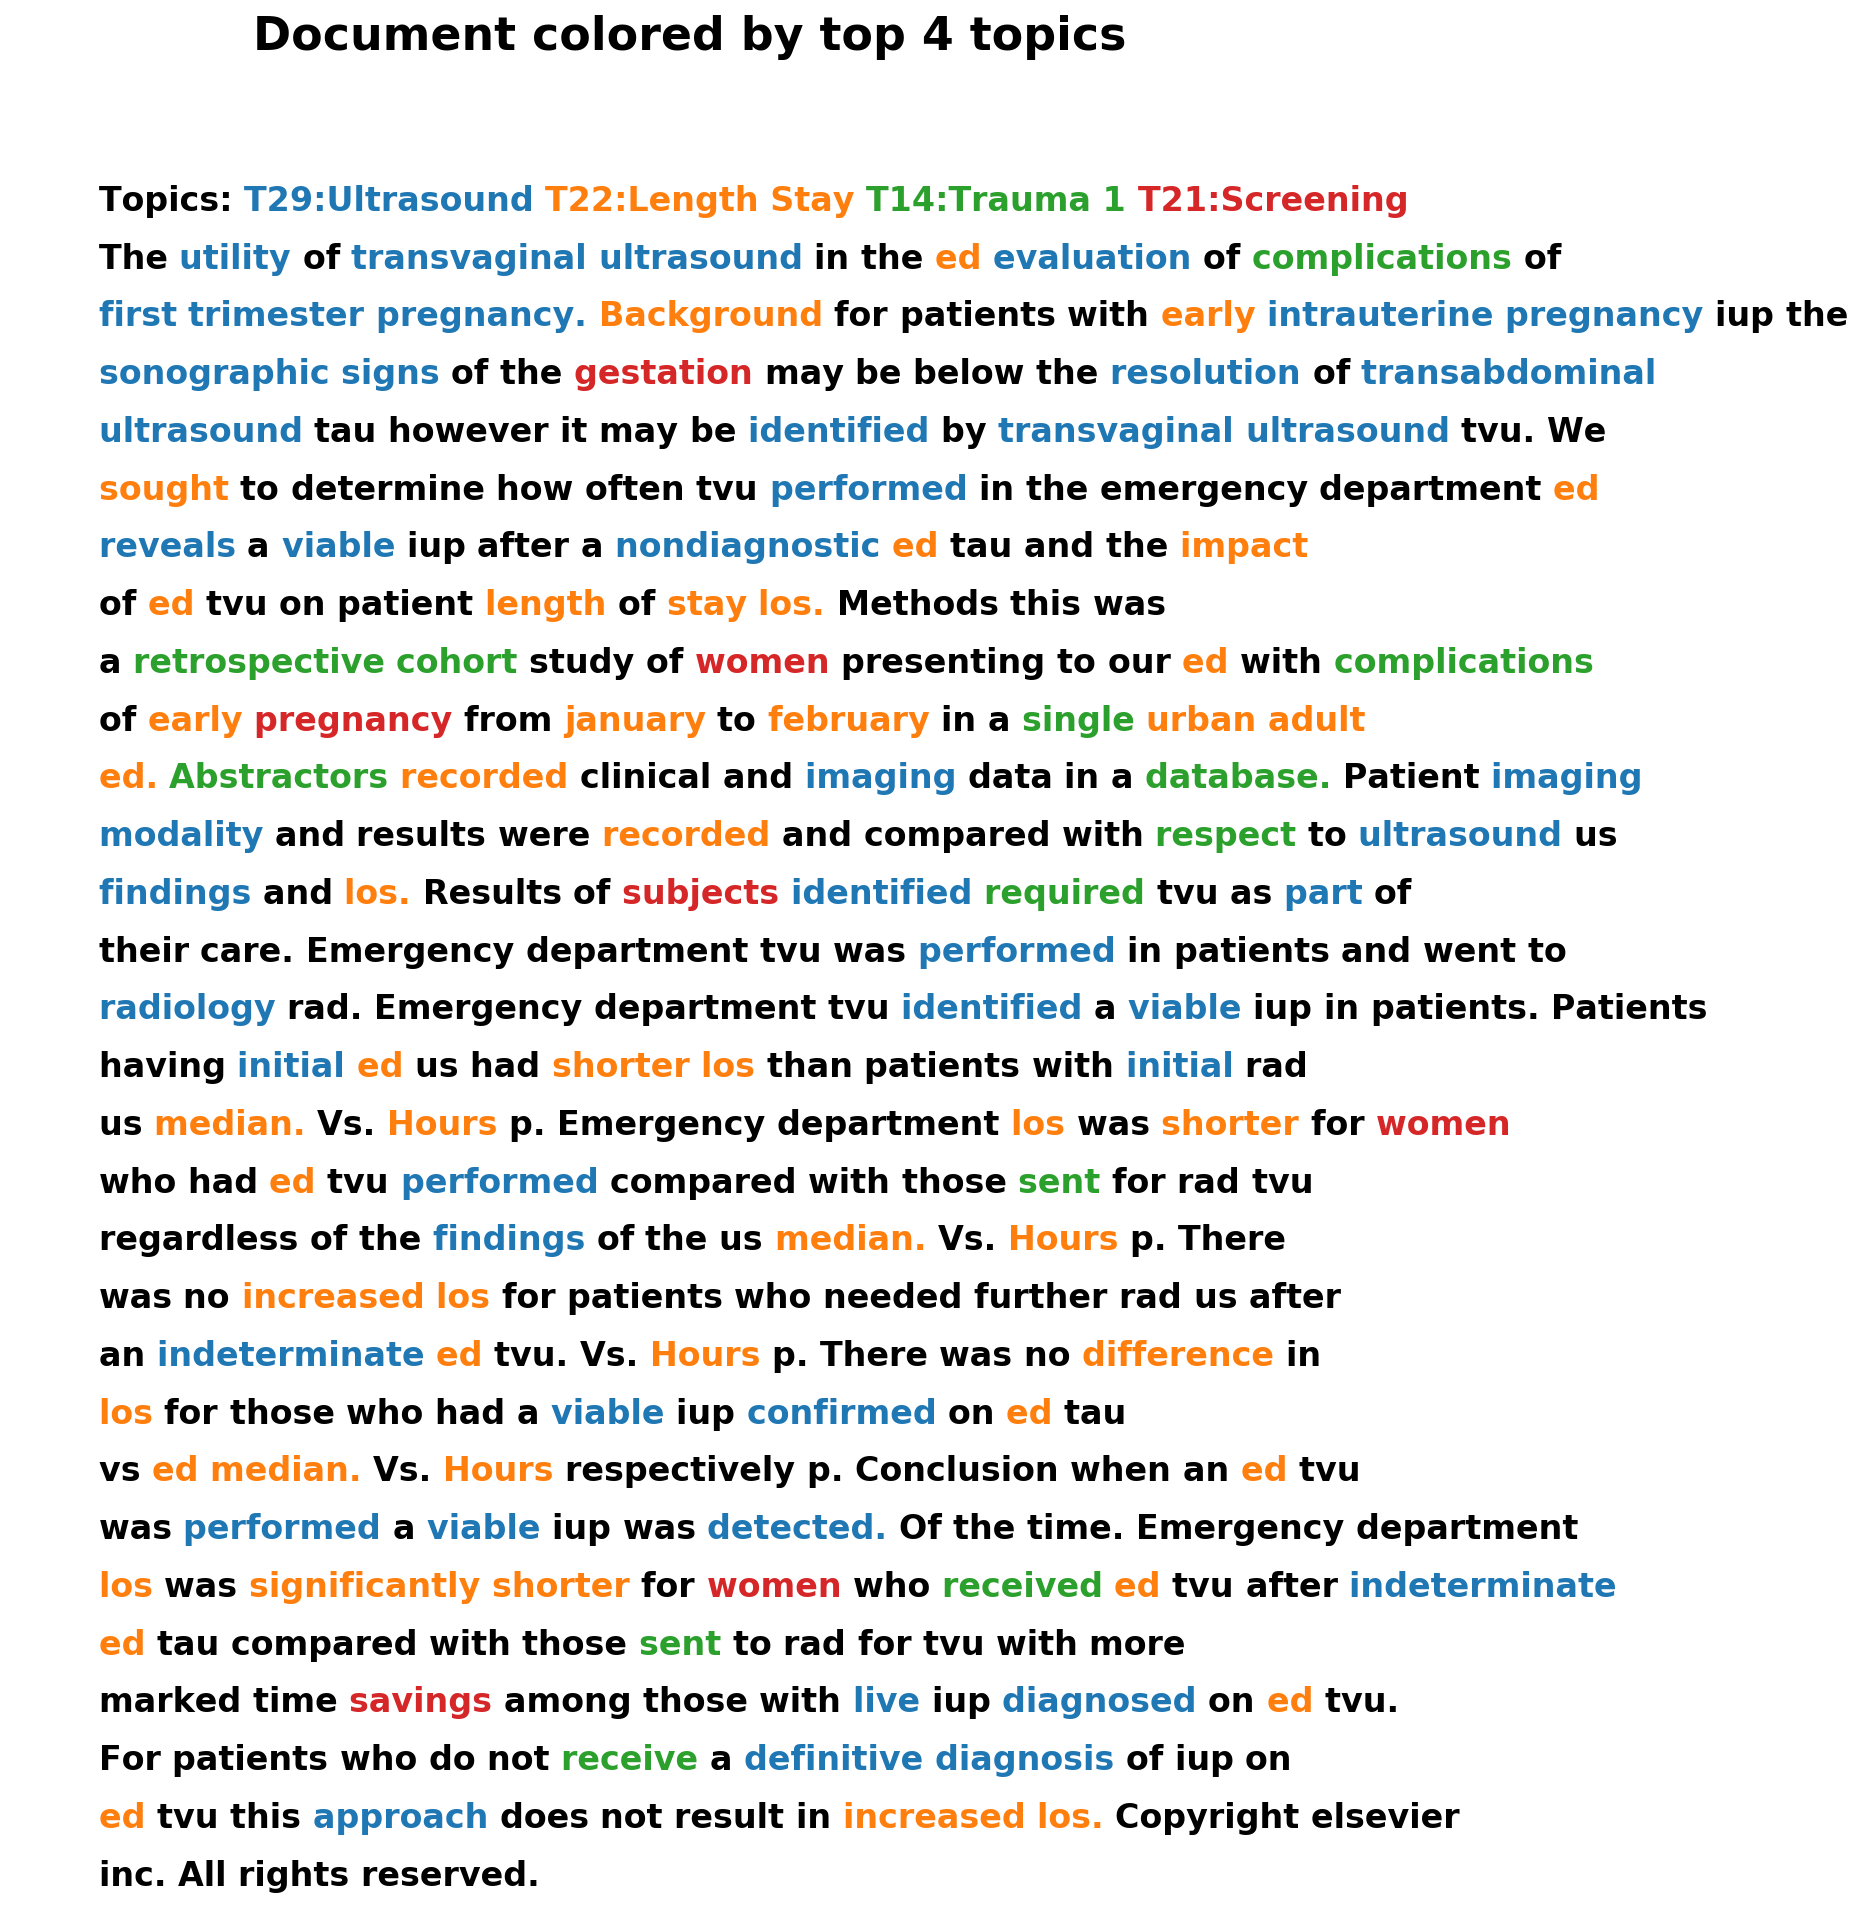 Document colored by top 4 topics
Topics: T29:Ultrasound T22:Length Stay T14:Trauma 1 T21:Screening
The utility of transvaginal ultrasound in the ed evaluation of complications of
first trimester pregnancy. Background for patients with early intrauterine pregnancy iup the
sonographic signs of the gestation may be below the resolution of transabdominal
ultrasound tau however it may be identified by transvaginal ultrasound tvu. We
sought to determine how often tvu performed in the emergency department ed
reveals a viable iup after a nondiagnostic ed tau and the impact
of ed tvu on patient length of stay los. Methods this was
a retrospective cohort study of women presenting to our ed with complications
of early pregnancy from january to february in a single urban adult
ed. Abstractors recorded clinical and imaging data in a database. Patient imaging
modality and results were recorded and compared with respect to ultrasound us
findings and los. Results of subjects identified required tvu as part of
their care. Emergency department tvu was performed in patients and went to
radiology rad. Emergency department tvu identified a viable iup in patients. Patients
having initial ed us had shorter los than patients with initial rad
us median. Vs. Hours p. Emergency department los was shorter for women
who had ed tvu performed compared with those sent for rad tvu
regardless of the findings of the us median. Vs. Hours p. There
was no increased los for patients who needed further rad us after
an indeterminate ed tvu. Vs. Hours p. There was no difference in
los for those who had a viable iup confirmed on ed tau
vs ed median. Vs. Hours respectively p. Conclusion when an ed tvu
was performed a viable iup was detected. Of the time. Emergency department
los was significantly shorter for women who received ed tvu after indeterminate
ed tau compared with those sent to rad for tvu with more
marked time savings among those with live iup diagnosed on ed tvu.
For patients who do not receive a definitive diagnosis of iup on
ed tvu this approach does not result in increased los. Copyright elsevier
inc. All rights reserved.